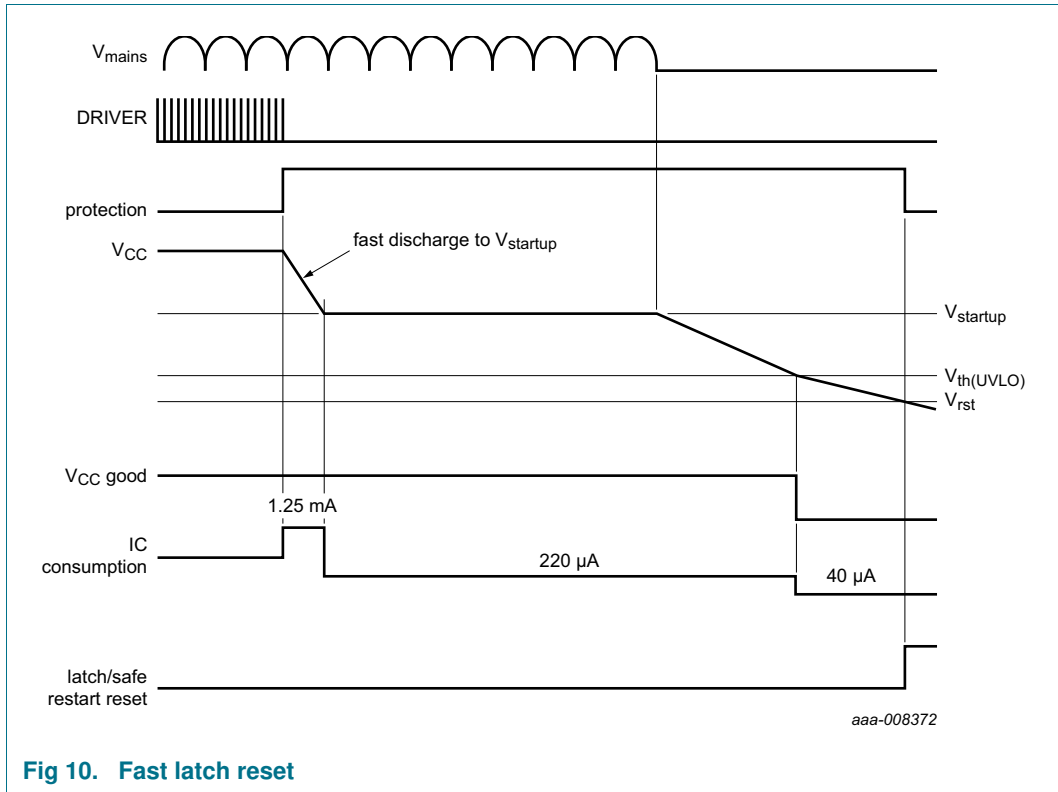 Vmains
DRIVER
protection
VCC
fast discharge to Vstartup
Vstartup
Vth(UVLO)
Vrst
VCC good
1.25 mA
IC
consumption
220 µA
40 µA
latch/safe
restart reset
aaa-008372
Fig 10. Fast latch reset